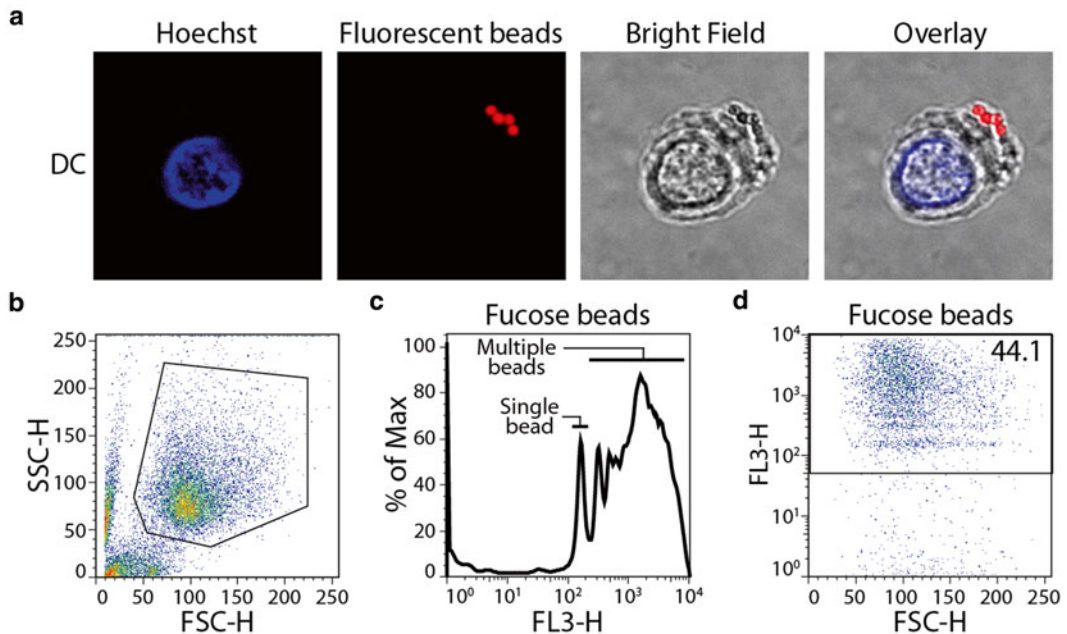 a
Hoechst
Fluorescent beads
Bright Field
Overlay
DC
b
SSC-H
250
200
150
100
50
0
0 50 100 150 200 250
FSC-H
c
Fucose beads
% of Max
100
80
60
40
20
0
Multiple
beads
Single
bead
10⁰ 10¹ 10² 10³ 10⁴
FL3-H
d
Fucose beads
FL3-H
10⁴
10³
10²
10¹
10⁰
44.1
0 50 100 150 200 250
FSC-H